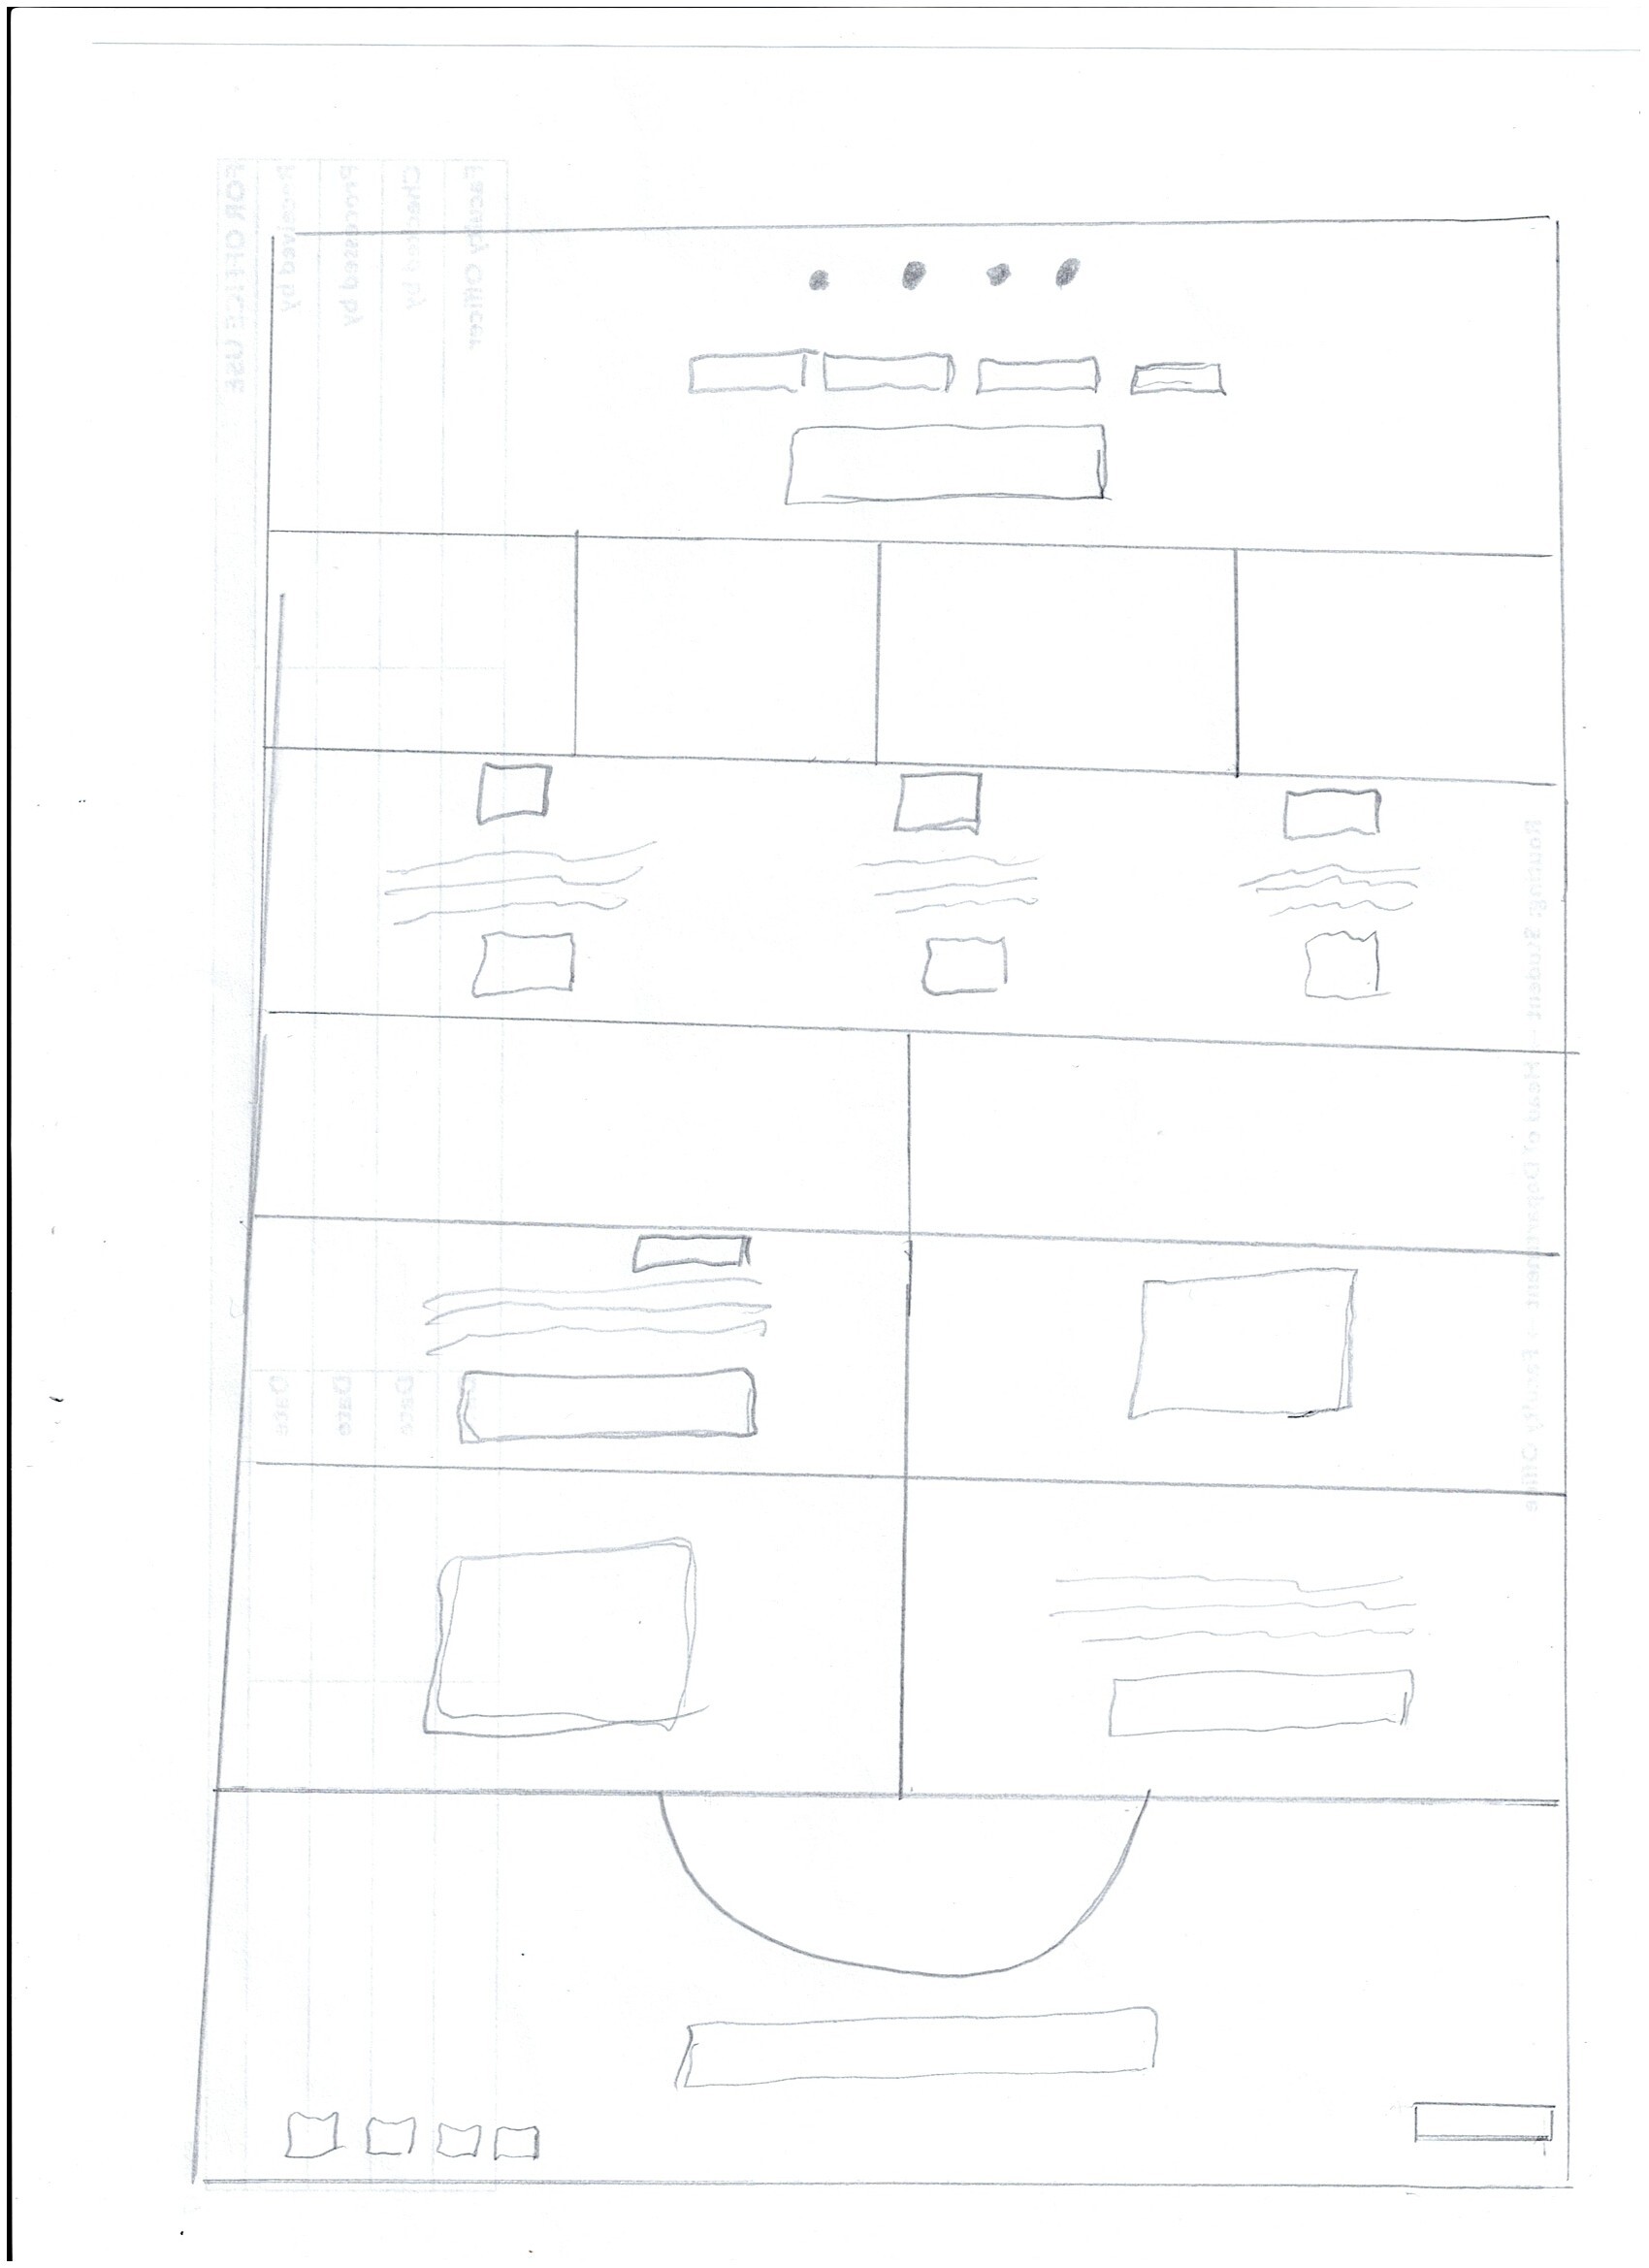 FOR OFFICE USE
Received by
Processed by
Checked by
Faculty Officer
Date
Date
Date
Routing: Student → Head of Department → Faculty Office